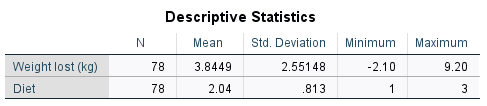 Descriptive Statistics
N Mean Std. Deviation Minimum Maximum
Weight lost (kg) 78 3.8449 2.55148 -2.10 9.20
Diet 78 2.04 .813 1 3